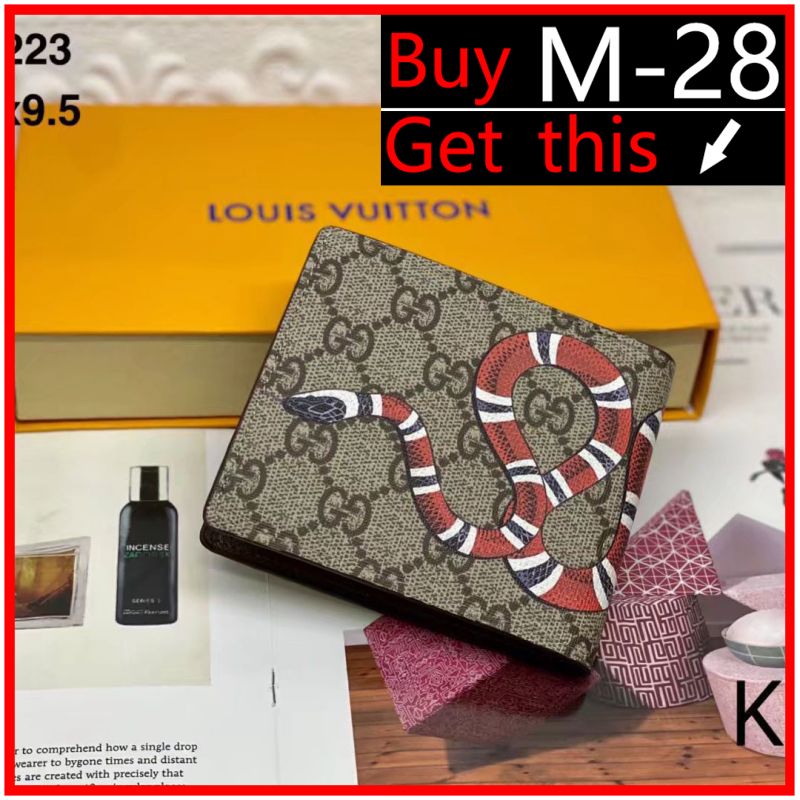 223
x9.5
Buy M-28
Get this
LOUIS VUITTON
ER
INCENSE
SERIES
r to comprehend how a single drop
wearer to bygone times and distant
s are created with precisely that
K